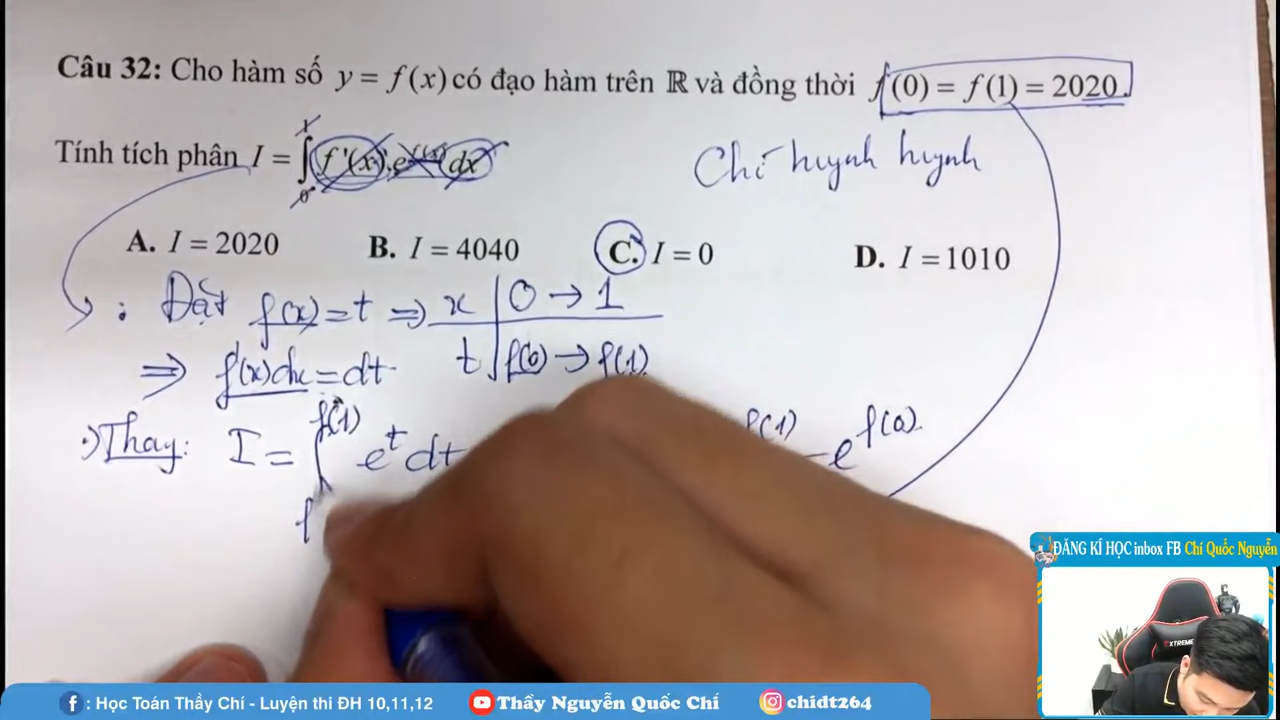 Câu 32: Cho hàm số y = f(x) có đạo hàm trên ℝ và đồng thời f(0) = f(1) = 2020.
Tính tích phân I = ∫ f'(x).e^f(x) dx
Chí huynh huynh
A. I = 2020 B. I = 4040 C. I = 0 D. I = 1010
: Đặt f(x) = t ⇒ x | 0 → 1
⇒ f'(x)dx = dt t | f(0) → f(1)
·) Thay: I = ∫ f(1) e^t dt f(1) – e^f(0).
ĐĂNG KÍ HỌC inbox FB Chí Quốc Nguyễn
EXTREME
: Học Toán Thầy Chí - Luyện thi ĐH 10,11,12 Thầy Nguyễn Quốc Chí chidt264